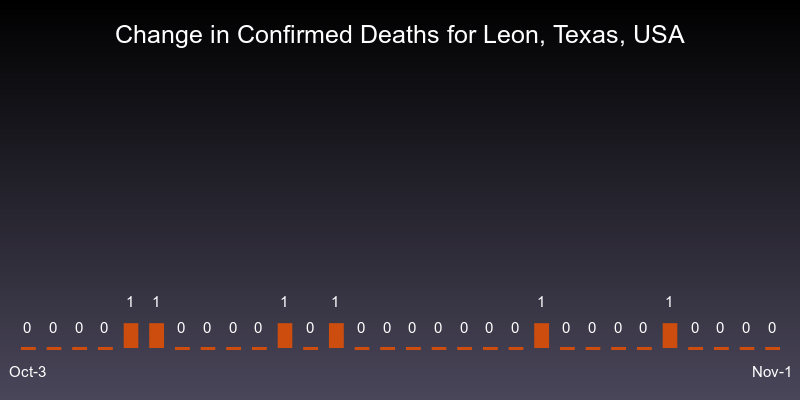 Change in Confirmed Deaths for Leon, Texas, USA
1 1 1 1 1 1
0 0 0 0 0 0 0 0 0 0 0 0 0 0 0 0 0 0 0 0 0 0 0 0
Oct-3 Nov-1